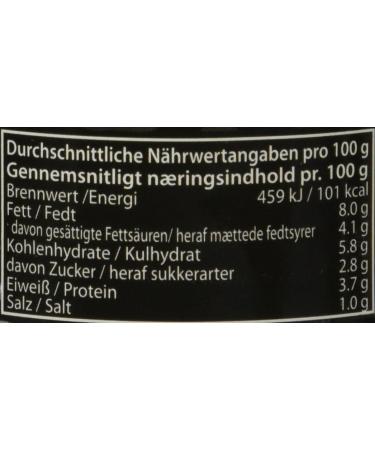 Durchschnittliche Nährwertangaben pro 100 g
Gennemsnitligt næringsindhold pr. 100 g
Brennwert /Energi 459 kJ / 101 kcal
Fett / Fedt 8.0 g
davon gesättigte Fettsäuren/ heraf mættede fedtsyrer 4.1 g
Kohlenhydrate / Kulhydrat 5.8 g
davon Zucker / heraf sukkerarter 2.8 g
Eiweiß / Protein 3.7 g
Salz / Salt 1.0 g